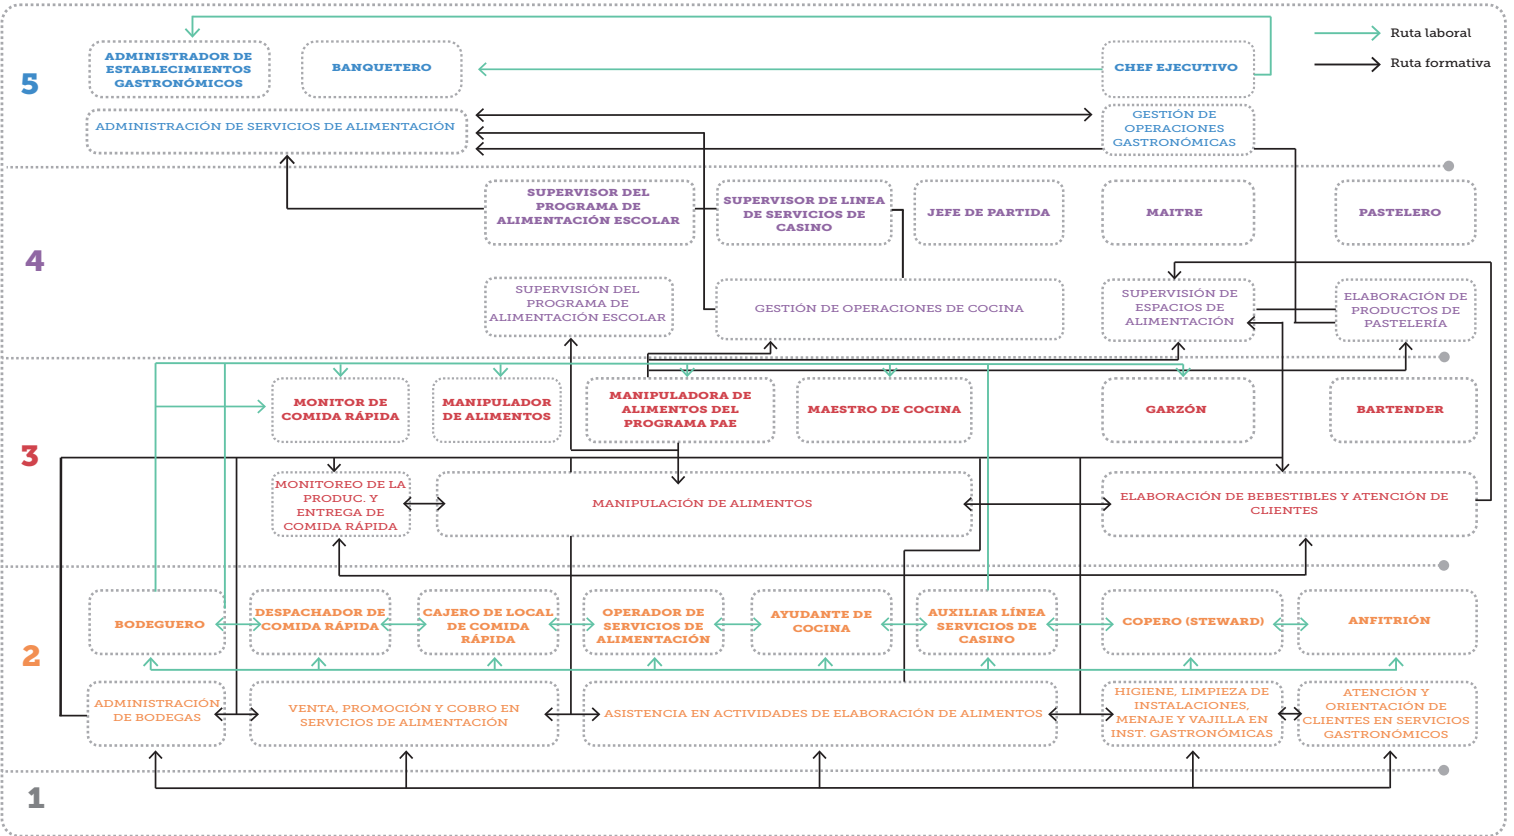 Ruta laboral
Ruta formativa
5
ADMINISTRADOR DE
ESTABLECIMIENTOS
GASTRONÓMICOS
BANQUETERO
CHEF EJECUTIVO
ADMINISTRACIÓN DE SERVICIOS DE ALIMENTACIÓN
GESTIÓN DE
OPERACIONES
GASTRONÓMICAS
4
SUPERVISOR DEL
PROGRAMA DE
ALIMENTACIÓN ESCOLAR
SUPERVISOR DE LINEA
DE SERVICIOS DE
CASINO
JEFE DE PARTIDA
MAITRE
PASTELERO
SUPERVISIÓN DEL
PROGRAMA DE
ALIMENTACIÓN ESCOLAR
GESTIÓN DE OPERACIONES DE COCINA
SUPERVISIÓN DE
ESPACIOS DE
ALIMENTACIÓN
ELABORACIÓN DE
PRODUCTOS DE
PASTELERÍA
3
MONITOR DE
COMIDA RÁPIDA
MANIPULADOR
DE ALIMENTOS
MANIPULADORA DE
ALIMENTOS DEL
PROGRAMA PAE
MAESTRO DE COCINA
GARZÓN
BARTENDER
MONITOREO DE LA
PRODUC. Y
ENTREGA DE
COMIDA RÁPIDA
MANIPULACIÓN DE ALIMENTOS
ELABORACIÓN DE BEBESTIBLES Y ATENCIÓN DE
CLIENTES
2
BODEGUERO
DESPACHADOR DE
COMIDA RÁPIDA
CAJERO DE LOCAL
DE COMIDA
RÁPIDA
OPERADOR DE
SERVICIOS DE
ALIMENTACIÓN
AYUDANTE DE
COCINA
AUXILIAR LÍNEA
SERVICIOS DE
CASINO
COPERO (STEWARD)
ANFITRIÓN
ADMINISTRACIÓN
DE BODEGAS
VENTA, PROMOCIÓN Y COBRO EN
SERVICIOS DE ALIMENTACIÓN
ASISTENCIA EN ACTIVIDADES DE ELABORACIÓN DE ALIMENTOS
HIGIENE, LIMPIEZA DE
INSTALACIONES,
MENAJE Y VAJILLA EN
INST. GASTRONÓMICAS
ATENCIÓN Y
ORIENTACIÓN DE
CLIENTES EN SERVICIOS
GASTRONÓMICOS
1